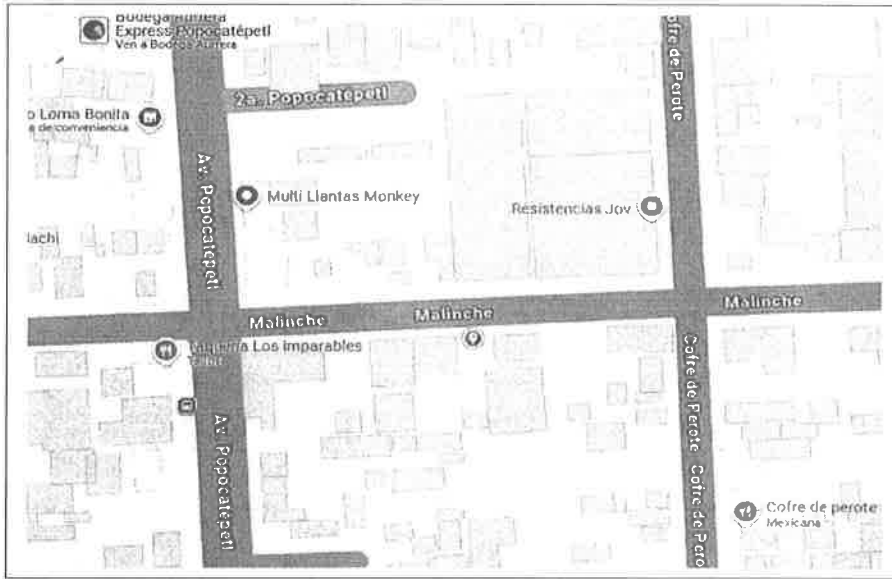 Bodega Aurrera
Express Popocatépetl
Ven a Bodega Aurrera
Cofre de Perote
2a. Popocatépetl
o Loma Bonita
a de conveniencia
Av. Popocatépetl
Multi Llantas Monkey
Resistencias Jov
lachi
Malinche
Malinche
Malinche
Los Imparables
Cofre de Perote
Cofre de Pero
Av. Popocatépetl
Cofre de perote
Mexicana